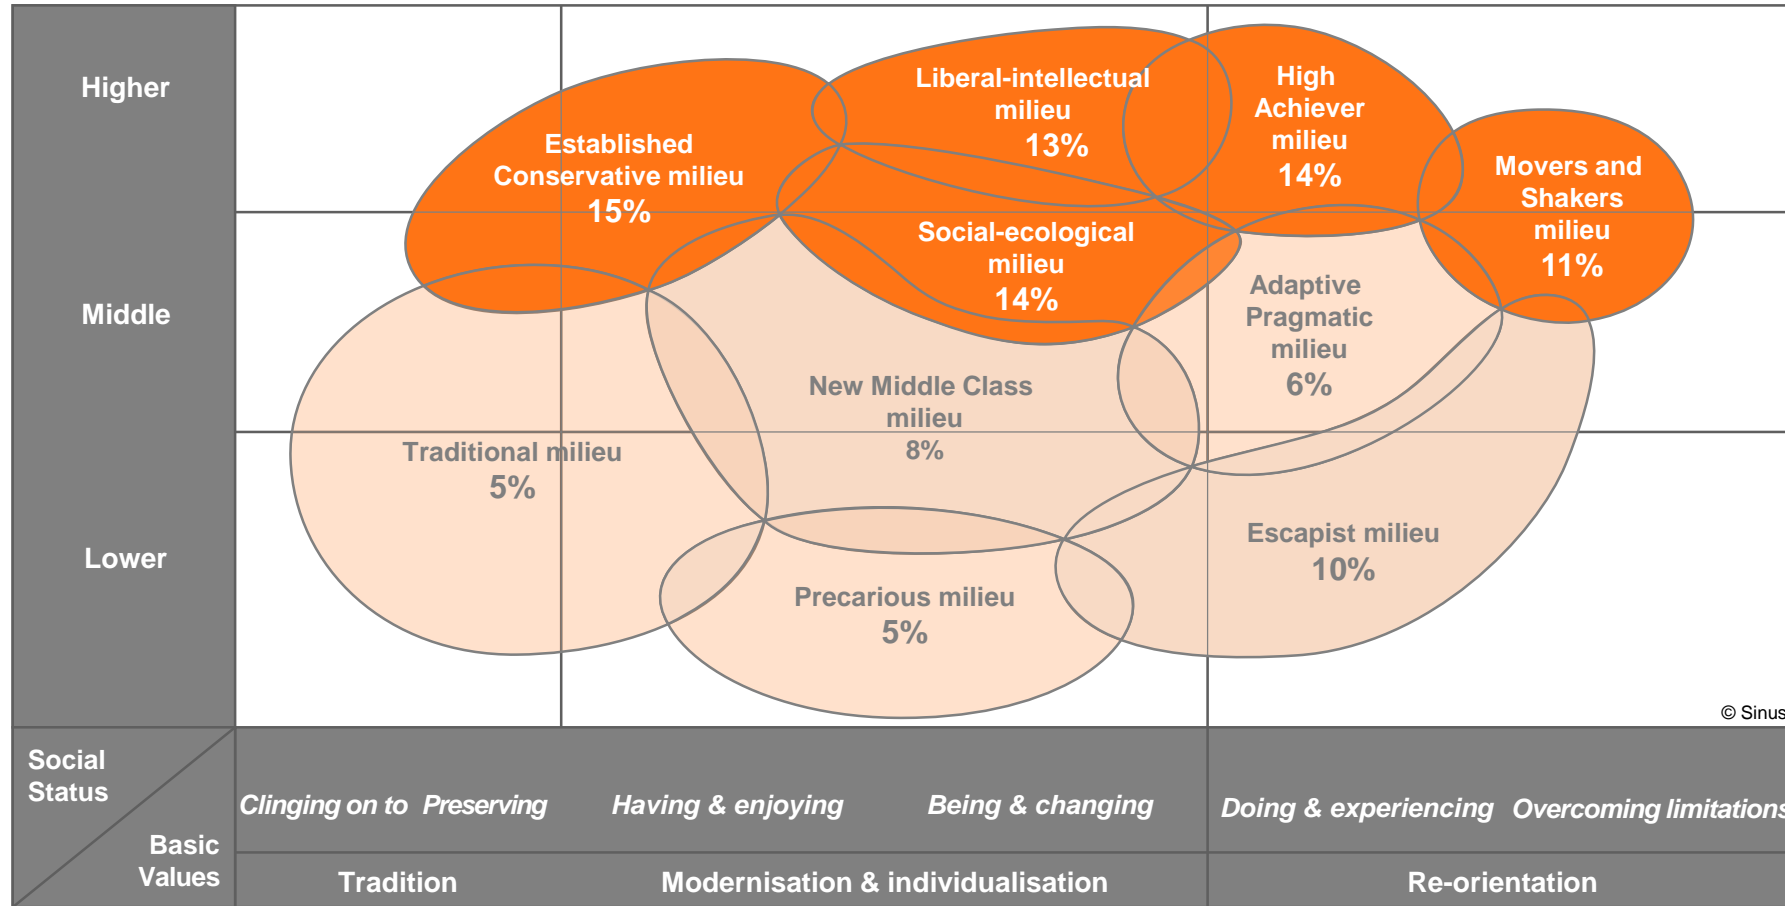 Higher
Middle
Lower
Liberal-intellectual
milieu
13%
High
Achiever
milieu
14%
Established
Conservative milieu
15%
Movers and
Shakers
milieu
11%
Social-ecological
milieu
14%
Adaptive
Pragmatic
milieu
6%
New Middle Class
milieu
8%
Traditional milieu
5%
Escapist milieu
10%
Precarious milieu
5%
© Sinus
Social
Status
Basic
Values
Clinging on to Preserving
Having & enjoying
Being & changing
Doing & experiencing
Overcoming limitations
Tradition
Modernisation & individualisation
Re-orientation